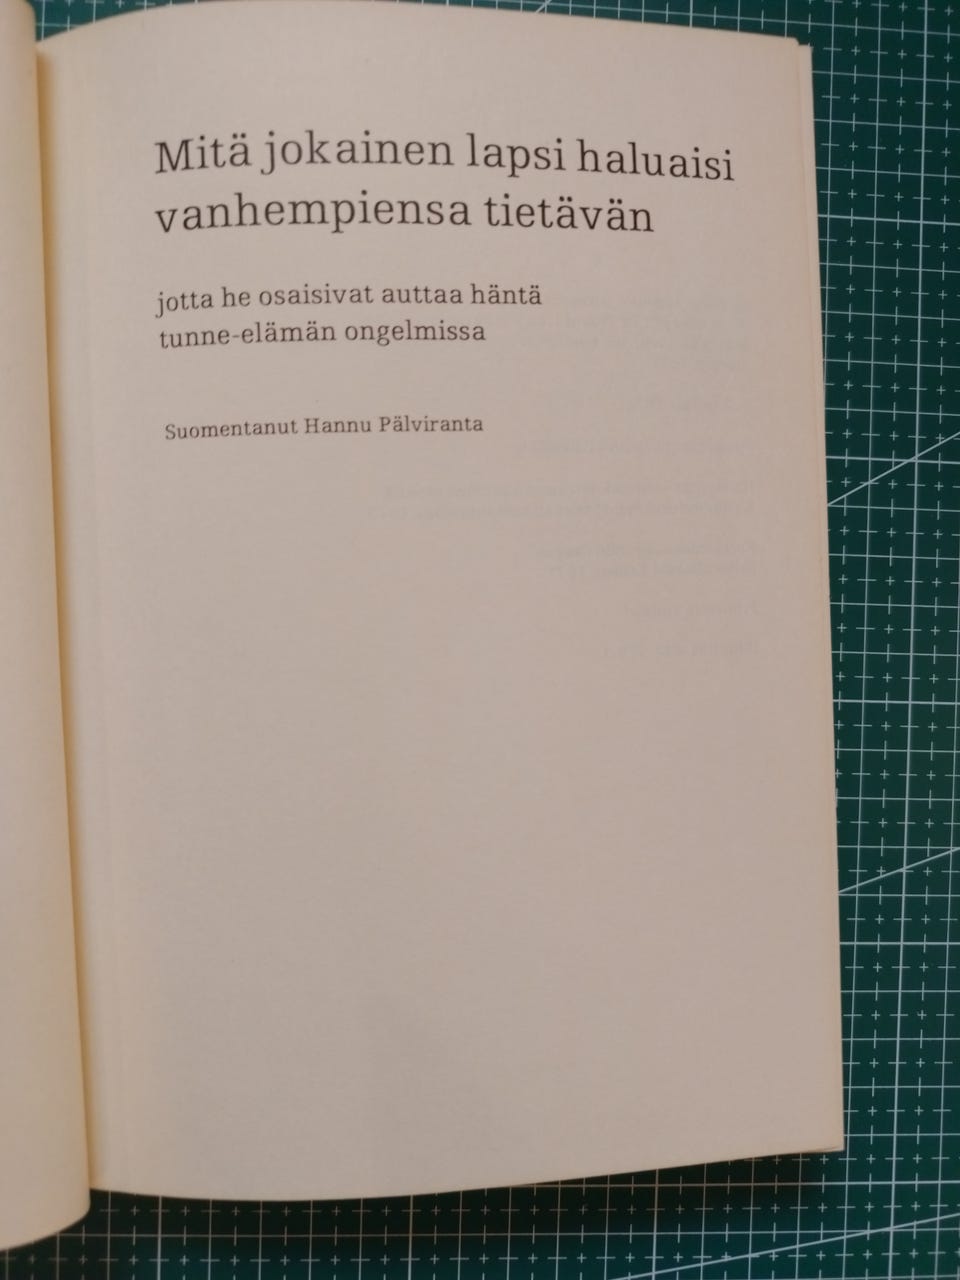 Mitä jokainen lapsi haluaisi
vanhempiensa tietävän
jotta he osaisivat auttaa häntä
tunne-elämän ongelmissa
Suomentanut Hannu Pälviranta